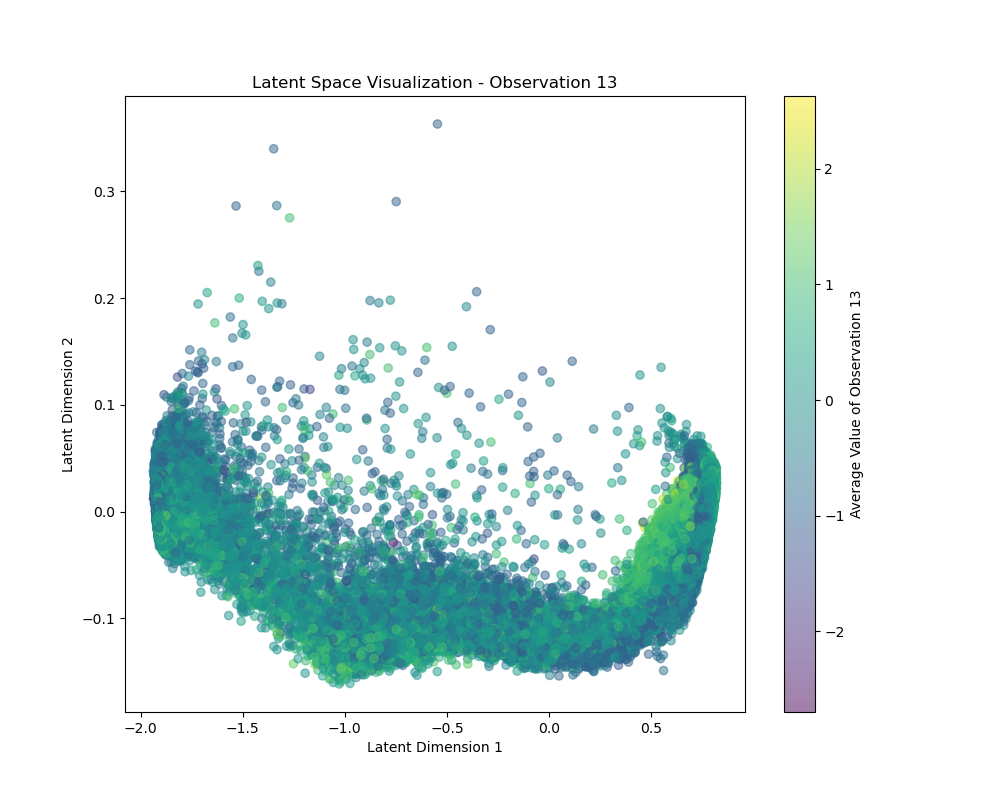 Latent Space Visualization - Observation 13
0.3
0.2
0.1
0.0
−0.1
Latent Dimension 2
−2.0 −1.5 −1.0 −0.5 0.0 0.5
Latent Dimension 1
2
1
0
−1
−2
Average Value of Observation 13